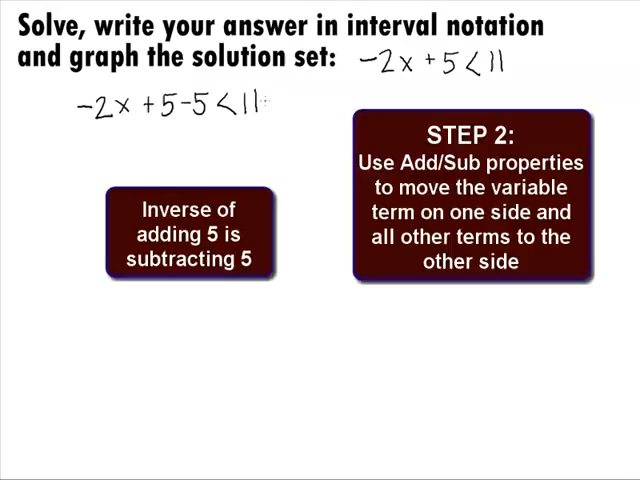 Solve, write your answer in interval notation
and graph the solution set: -2x + 5 < 11
-2x + 5 - 5 < 11
STEP 2:
Use Add/Sub properties
to move the variable
term on one side and
all other terms to the
other side
Inverse of
adding 5 is
subtracting 5